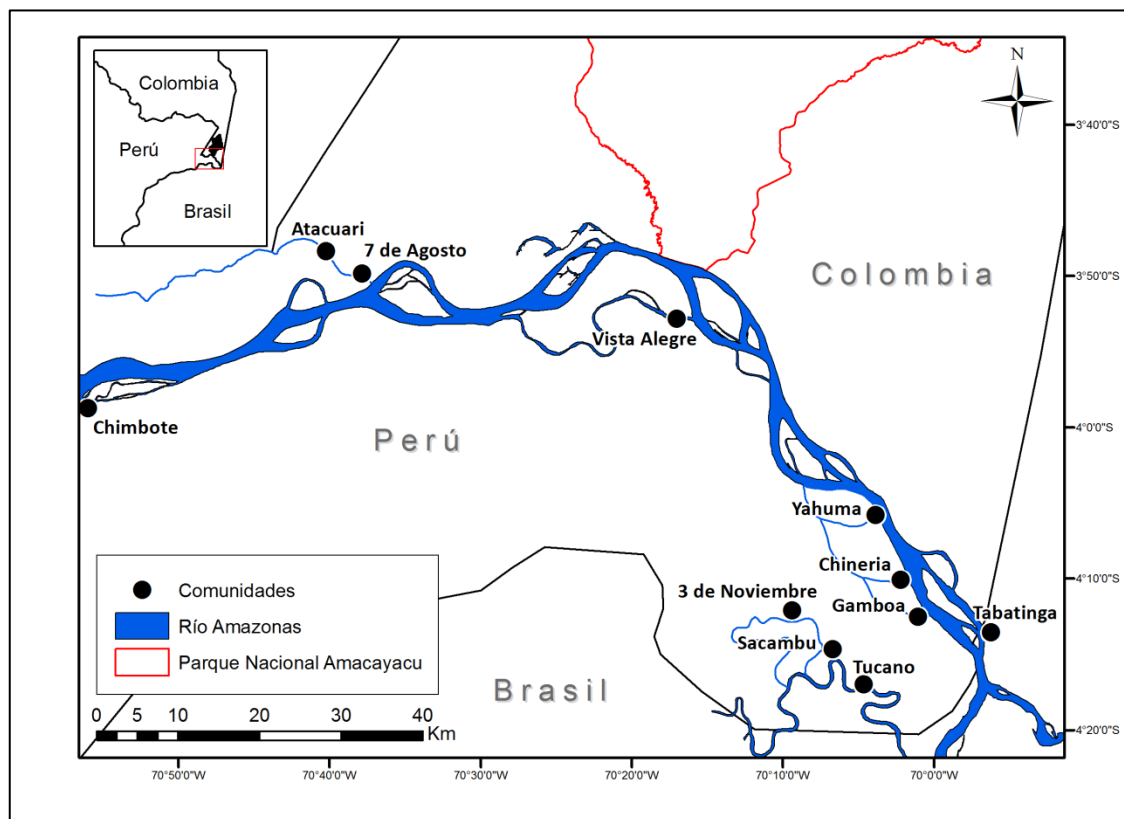 Colombia
Perú
Brasil
N
3°40'0"S
3°50'0"S
4°0'0"S
4°10'0"S
4°20'0"S
Atacuari
7 de Agosto
Colombia
Vista Alegre
Chimbote
Perú
Yahuma
Chineria
3 de Noviembre
Gamboa
Tabatinga
Sacambu
Tucano
Brasil
Comunidades
Río Amazonas
Parque Nacional Amacayacu
0 5 10 20 30 40
Km
70°50'0"W 70°40'0"W 70°30'0"W 70°20'0"W 70°10'0"W 70°0'0"W